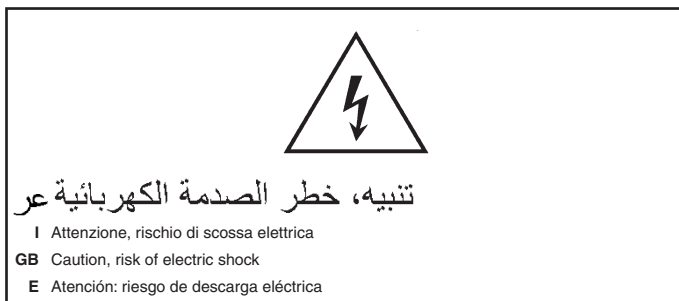 تنبيه، خطر الصدمة الكهربائية عر
I Attenzione, rischio di scossa elettrica
GB Caution, risk of electric shock
E Atención: riesgo de descarga eléctrica